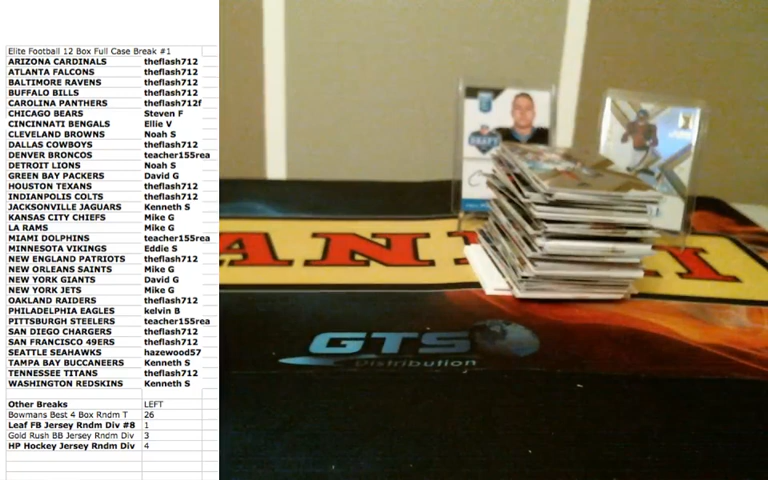 Elite Football 12 Box Full Case Break #1
ARIZONA CARDINALS theflash712
ATLANTA FALCONS theflash712
BALTIMORE RAVENS theflash712
BUFFALO BILLS theflash712
CAROLINA PANTHERS theflash712f
CHICAGO BEARS Steven F
CINCINNATI BENGALS Ellie V
CLEVELAND BROWNS Noah S
DALLAS COWBOYS theflash712
DENVER BRONCOS teacher155rea
DETROIT LIONS Noah S
GREEN BAY PACKERS David G
HOUSTON TEXANS theflash712
INDIANPOLIS COLTS theflash712
JACKSONVILLE JAGUARS Kenneth S
KANSAS CITY CHIEFS Mike G
LA RAMS Mike G
MIAMI DOLPHINS teacher155rea
MINNESOTA VIKINGS Eddie S
NEW ENGLAND PATRIOTS theflash712
NEW ORLEANS SAINTS Mike G
NEW YORK GIANTS David G
NEW YORK JETS Mike G
OAKLAND RAIDERS theflash712
PHILADELPHIA EAGLES kelvin B
PITTSBURGH STEELERS teacher155rea
SAN DIEGO CHARGERS theflash712
SAN FRANCISCO 49ERS theflash712
SEATTLE SEAHAWKS hazewood57
TAMPA BAY BUCCANEERS Kenneth S
TENNESSEE TITANS theflash712
WASHINGTON REDSKINS Kenneth S
Other Breaks LEFT
Bowmans Best 4 Box Rndm T 26
Leaf FB Jersey Rndm Div #8 1
Gold Rush BB Jersey Rndm Div 3
HP Hockey Jersey Rndm Div 4
DRAFT
GTS
Distribution